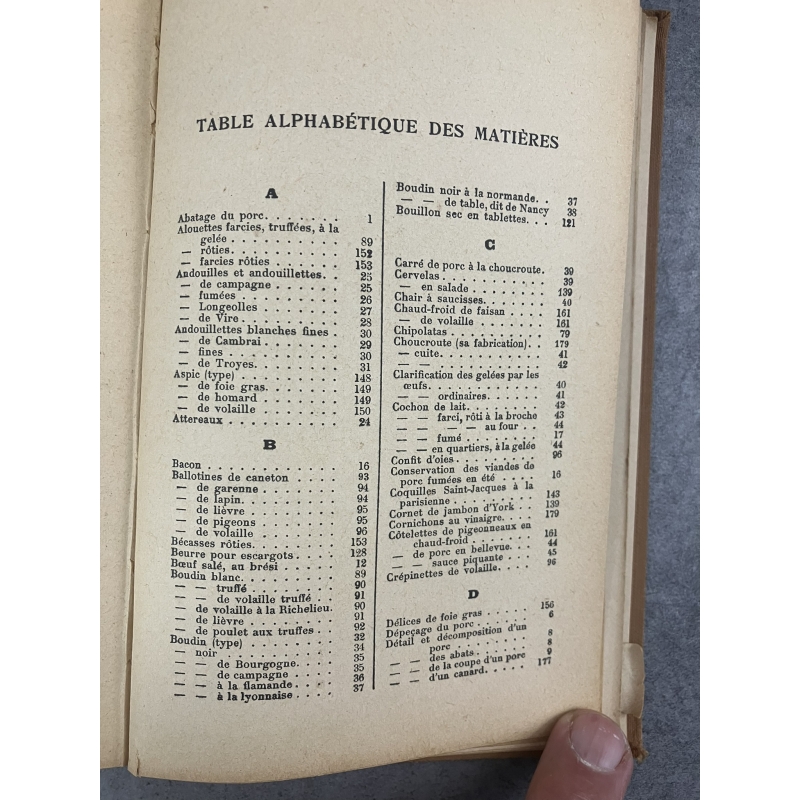 TABLE ALPHABÉTIQUE DES MATIÈRES
A
Abatage du porc. . . . . . . 1
Alouettes farcies, truffées, à la
gelée . . . . . . . . . . 89
— rôties. . . . . . . . . . 152
— farcies rôties . . . . . . 153
Andouilles et andouillettes. . 25
— de campagne . . . . . . 25
— fumées . . . . . . . . . 26
— Longeolles . . . . . . . 27
— de Vire . . . . . . . . . 28
Andouillettes blanches fines . 30
— de Cambrai . . . . . . . 29
— fines . . . . . . . . . . 30
— de Troyes. . . . . . . . 31
Aspic (type) . . . . . . . . . 148
— de foie gras. . . . . . . 149
— de homard . . . . . . . 149
— de volaille . . . . . . . 150
Attereaux . . . . . . . . . . 24
B
Bacon . . . . . . . . . . . . 16
Ballotines de caneton . . . . 93
— de garenne . . . . . . . 94
— de lapin. . . . . . . . . 94
— de lièvre . . . . . . . . 95
— de pigeons . . . . . . . 95
— de volaille . . . . . . . 96
Bécasses rôties. . . . . . . . 153
Beurre pour escargots. . . . 128
Bœuf salé, au brési . . . . . 12
Boudin blanc. . . . . . . . . 89
— — truffé . . . . . . . . 90
— — de volaille truffé . . 91
— de volaille à la Richelieu. 90
— de lièvre . . . . . . . . 91
— de poulet aux truffes . . 92
Boudin (type) . . . . . . . . 32
— noir . . . . . . . . . . 34
— — de Bourgogne. . . . 35
— — de campagne . . . . 35
— — à la flamande . . . . 36
— — à la lyonnaise . . . . 37
Boudin noir à la normande. . 37
— — de table, dit de Nancy 38
Bouillon sec en tablettes. . . 121
C
Carré de porc à la choucroute. 39
Cervelas . . . . . . . . . . . 39
— en salade . . . . . . . . 139
Chair à saucisses. . . . . . . 40
Chaud-froid de faisan . . . . 161
— de volaille . . . . . . . 161
Chipolatas . . . . . . . . . . 79
Choucroute (sa fabrication). . 179
— cuite. . . . . . . . . . . 41
— — . . . . . . . . . . . 42
Clarification des gelées par les
œufs. . . . . . . . . . . 40
— — ordinaires. . . . . . 41
Cochon de lait. . . . . . . . 42
— — farci, rôti à la broche 43
— — — — au four . . 44
— — fumé . . . . . . . . 17
— — en quartiers, à la gelée 44
Confit d'oies . . . . . . . . . 96
Conservation des viandes de
porc fumées en été . . . . 16
Coquilles Saint-Jacques à la
parisienne . . . . . . . . 143
Cornet de jambon d'York . . 139
Cornichons au vinaigre. . . . 179
Côtelettes de pigeonneaux en
chaud-froid . . . . . . . 161
— de porc en bellevue. . . 44
— — sauce piquante . . . 45
Crépinettes de volaille. . . . 96
D
Délices de foie gras . . . . . 156
Dépeçage du porc . . . . . . 6
Détail et décomposition d'un
porc . . . . . . . . . . . 8
— — des abats. . . . . . 8
— — de la coupe d'un porc 9
— — d'un canard. . . . . 177